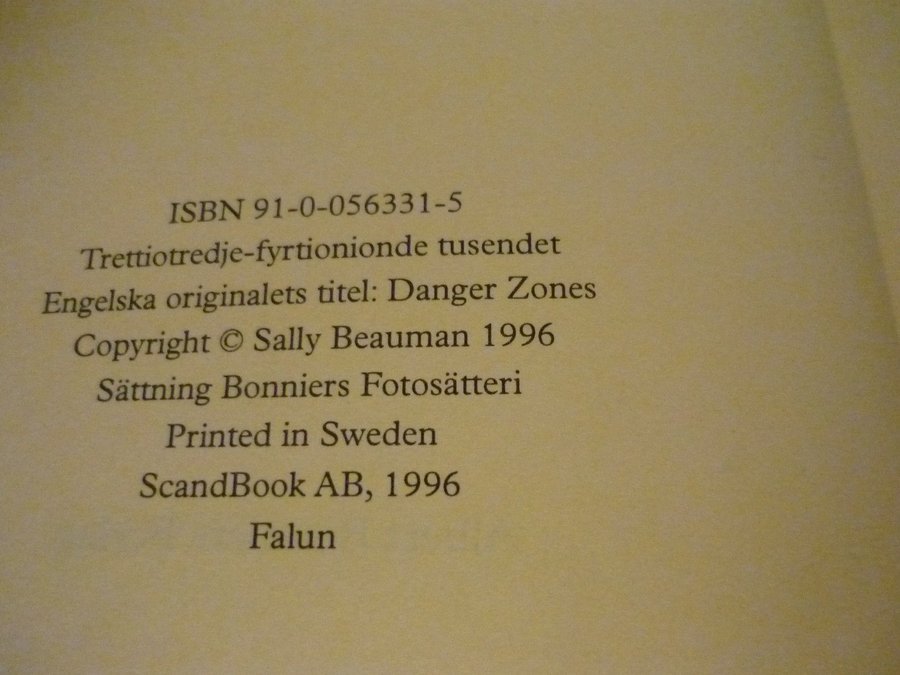 ISBN 91-0-056331-5
Trettiotredje-fyrtionionde tusendet
Engelska originalets titel: Danger Zones
Copyright © Sally Beauman 1996
Sättning Bonniers Fotosätteri
Printed in Sweden
ScandBook AB, 1996
Falun